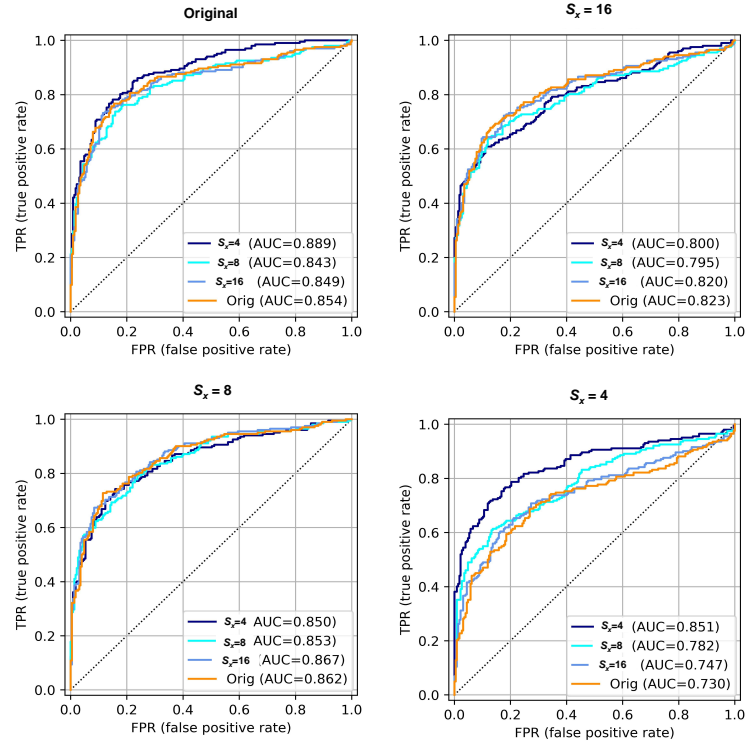 Original
1.0
0.8
0.6
0.4
0.2
0.0
TPR (true positive rate)
Sx=4 (AUC=0.889)
Sx=8 (AUC=0.843)
Sx=16 (AUC=0.849)
Orig (AUC=0.854)
0.0 0.2 0.4 0.6 0.8 1.0
FPR (false positive rate)
Sx = 16
1.0
0.8
0.6
0.4
0.2
0.0
TPR (true positive rate)
Sx=4 (AUC=0.800)
Sx=8 (AUC=0.795)
Sx=16 (AUC=0.820)
Orig (AUC=0.823)
0.0 0.2 0.4 0.6 0.8 1.0
FPR (false positive rate)
Sx = 8
1.0
0.8
0.6
0.4
0.2
0.0
TPR (true positive rate)
Sx=4 (AUC=0.850)
Sx=8 AUC=0.853)
Sx=16 (AUC=0.867)
Orig (AUC=0.862)
0.0 0.2 0.4 0.6 0.8 1.0
FPR (false positive rate)
Sx = 4
1.0
0.8
0.6
0.4
0.2
0.0
TPR (true positive rate)
Sx=4 (AUC=0.851)
Sx=8 (AUC=0.782)
Sx=16 (AUC=0.747)
Orig (AUC=0.730)
0.0 0.2 0.4 0.6 0.8 1.0
FPR (false positive rate)